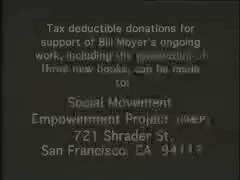 Tax deductible donations for
support of Bill Moyer's ongoing
work, including the of
three new books, can be made
to:
Social Movement
Empowerment Project
721 Shrader St.
San Francisco, CA